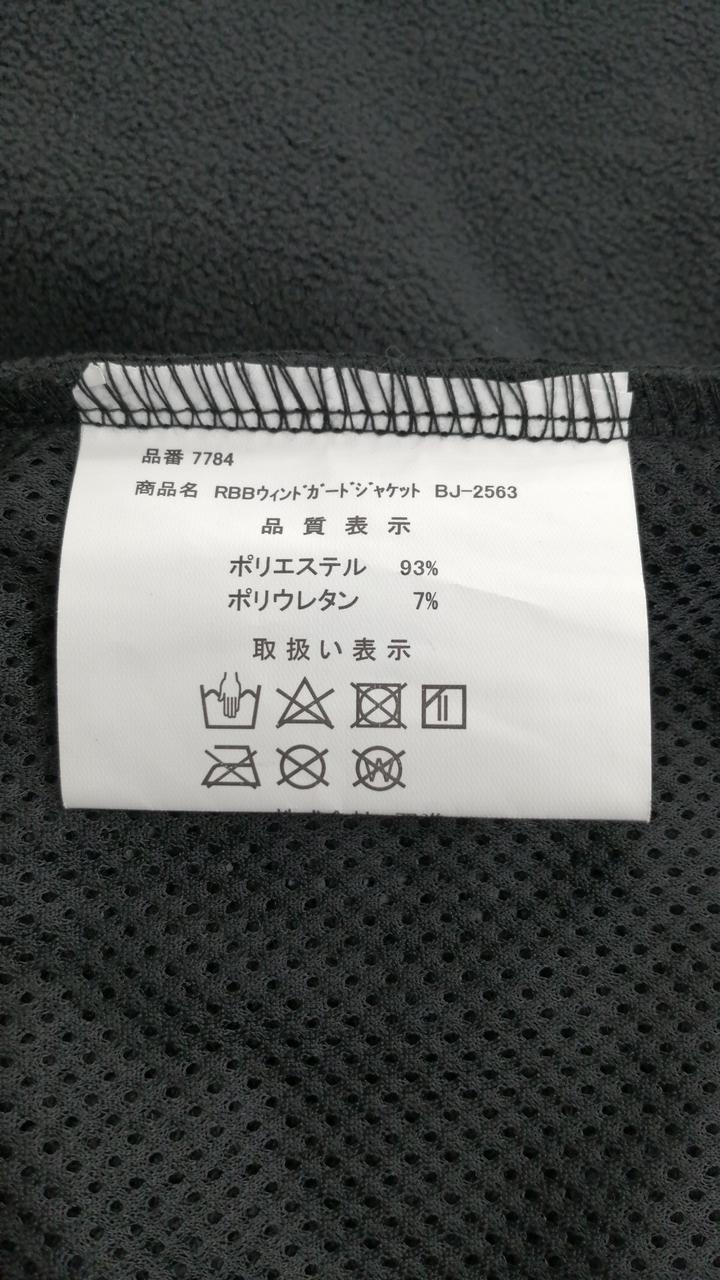 品番 7784
商品名 RBBｳｨﾝﾄﾞｶﾞｰﾄﾞｼﾞｬｹｯﾄ BJ-2563
品質表示
ポリエステル 93%
ポリウレタン 7%
取扱い表示